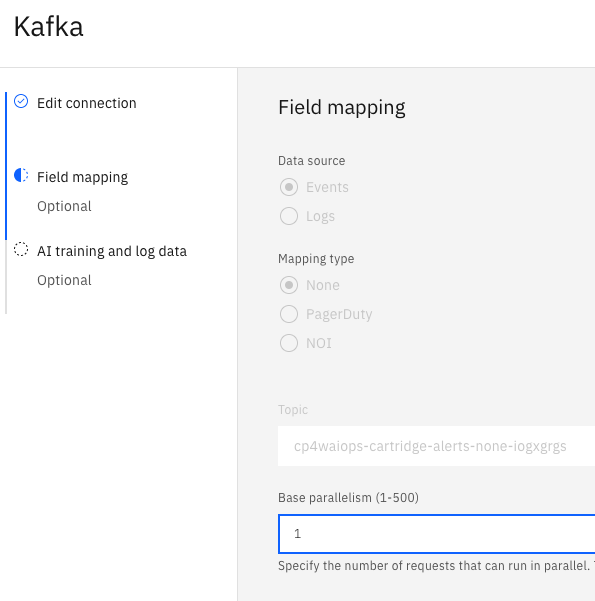 Kafka
Edit connection
Field mapping
Optional
AI training and log data
Optional
Field mapping
Data source
Events
Logs
Mapping type
None
PagerDuty
NOI
Topic
cp4waiops-cartridge-alerts-none-iogxgrgs
Base parallelism (1-500)
1
Specify the number of requests that can run in parallel.